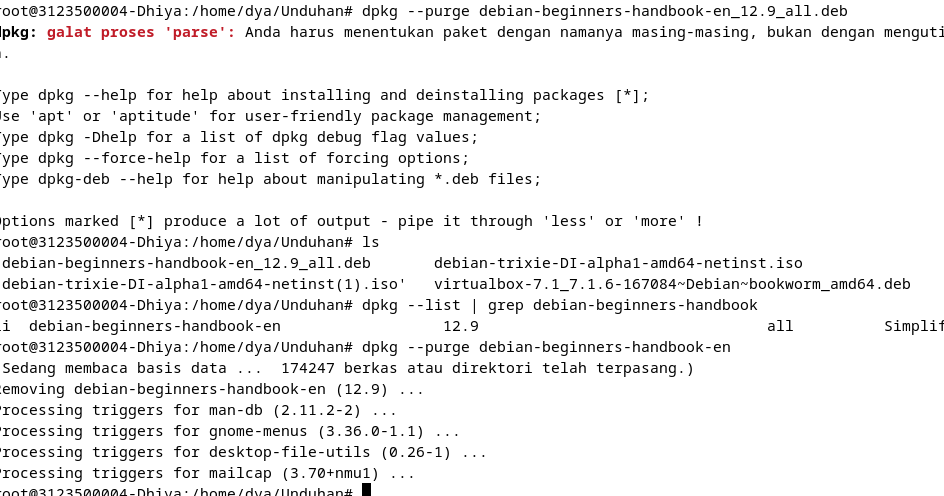 root@3123500004-Dhiya:/home/dya/Unduhan# dpkg --purge debian-beginners-handbook-en_12.9_all.deb
dpkg: galat proses 'parse': Anda harus menentukan paket dengan namanya masing-masing, bukan dengan menguti
.
Type dpkg --help for help about installing and deinstalling packages [*];
Use 'apt' or 'aptitude' for user-friendly package management;
Type dpkg -Dhelp for a list of dpkg debug flag values;
Type dpkg --force-help for a list of forcing options;
Type dpkg-deb --help for help about manipulating *.deb files;
Options marked [*] produce a lot of output - pipe it through 'less' or 'more' !
root@3123500004-Dhiya:/home/dya/Unduhan# ls
debian-beginners-handbook-en_12.9_all.deb debian-trixie-DI-alpha1-amd64-netinst.iso
debian-trixie-DI-alpha1-amd64-netinst(1).iso' virtualbox-7.1_7.1.6-167084~Debian~bookworm_amd64.deb
root@3123500004-Dhiya:/home/dya/Unduhan# dpkg --list | grep debian-beginners-handbook
ii debian-beginners-handbook-en 12.9 all Simplif
root@3123500004-Dhiya:/home/dya/Unduhan# dpkg --purge debian-beginners-handbook-en
(Sedang membaca basis data ... 174247 berkas atau direktori telah terpasang.)
Removing debian-beginners-handbook-en (12.9) ...
Processing triggers for man-db (2.11.2-2) ...
Processing triggers for gnome-menus (3.36.0-1.1) ...
Processing triggers for desktop-file-utils (0.26-1) ...
Processing triggers for mailcap (3.70+nmu1) ...
root@3123500004-Dhiya:/home/dya/Unduhan#